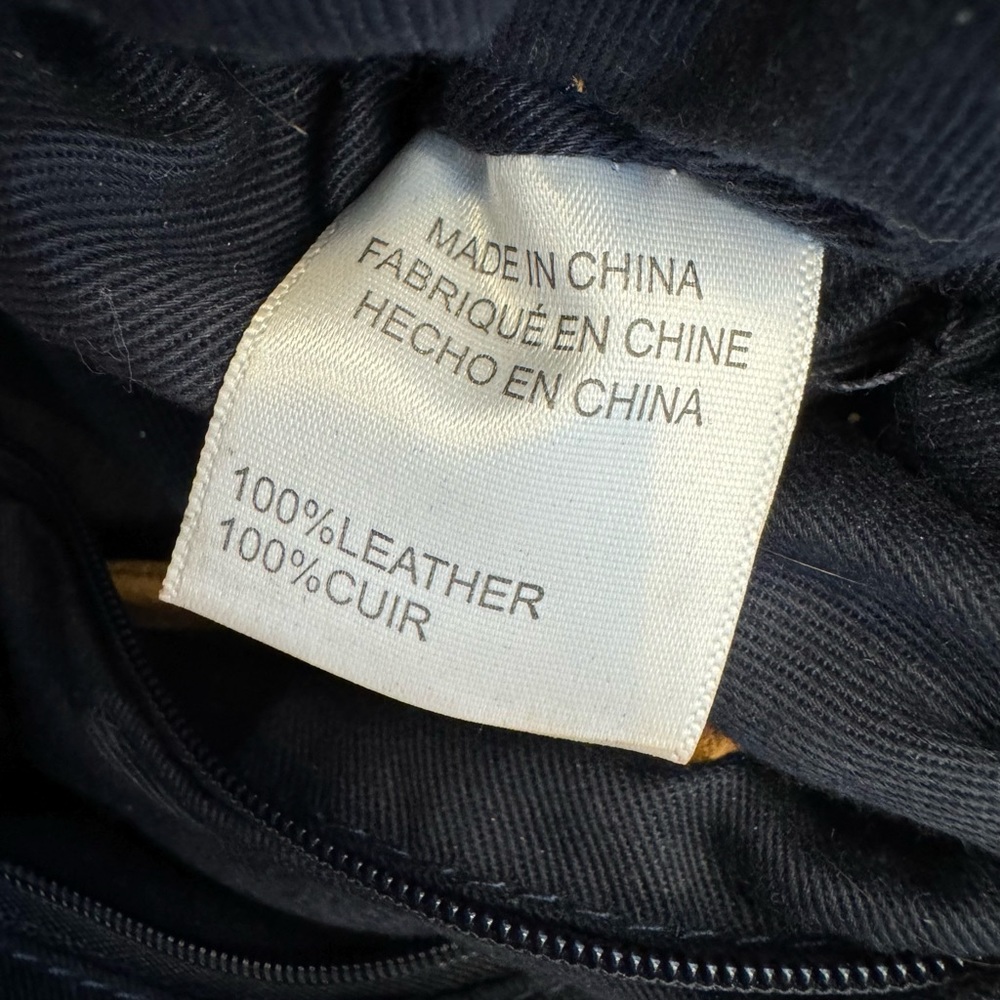 MADE IN CHINA
FABRIQUÉ EN CHINE
HECHO EN CHINA
100%LEATHER
100%CUIR